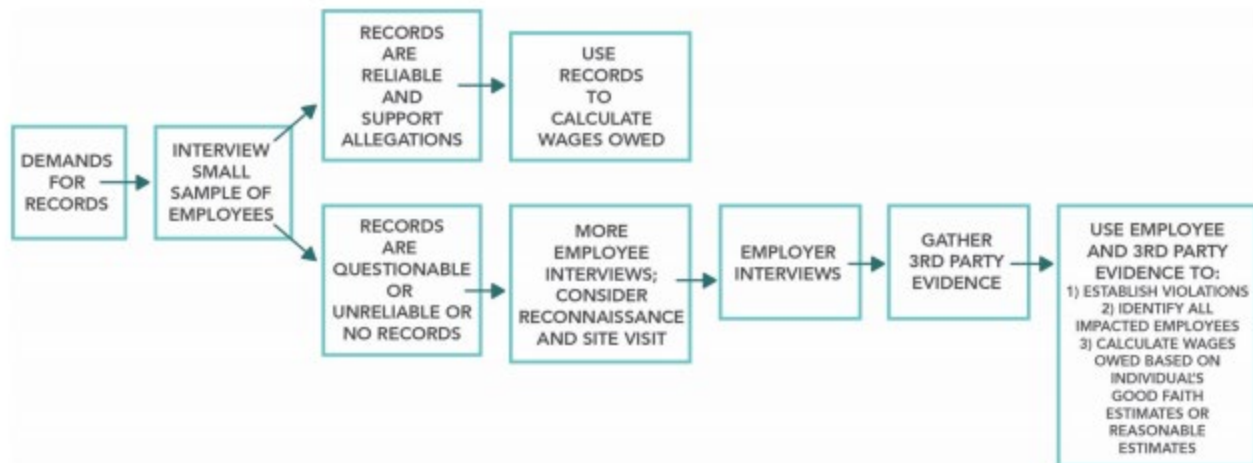 DEMANDS
FOR
RECORDS
INTERVIEW
SMALL
SAMPLE OF
EMPLOYEES
RECORDS
ARE
RELIABLE
AND
SUPPORT
ALLEGATIONS
USE
RECORDS
TO
CALCULATE
WAGES OWED
RECORDS
ARE
QUESTIONABLE
OR
UNRELIABLE OR
NO RECORDS
MORE
EMPLOYEE
INTERVIEWS;
CONSIDER
RECONNAISSANCE
AND SITE VISIT
EMPLOYER
INTERVIEWS
GATHER
3RD PARTY
EVIDENCE
USE EMPLOYEE
AND 3RD PARTY
EVIDENCE TO:
1) ESTABLISH VIOLATIONS
2) IDENTIFY ALL
IMPACTED EMPLOYEES
3) CALCULATE WAGES
OWED BASED ON
INDIVIDUAL'S
GOOD FAITH
ESTIMATES OR
REASONABLE
ESTIMATES